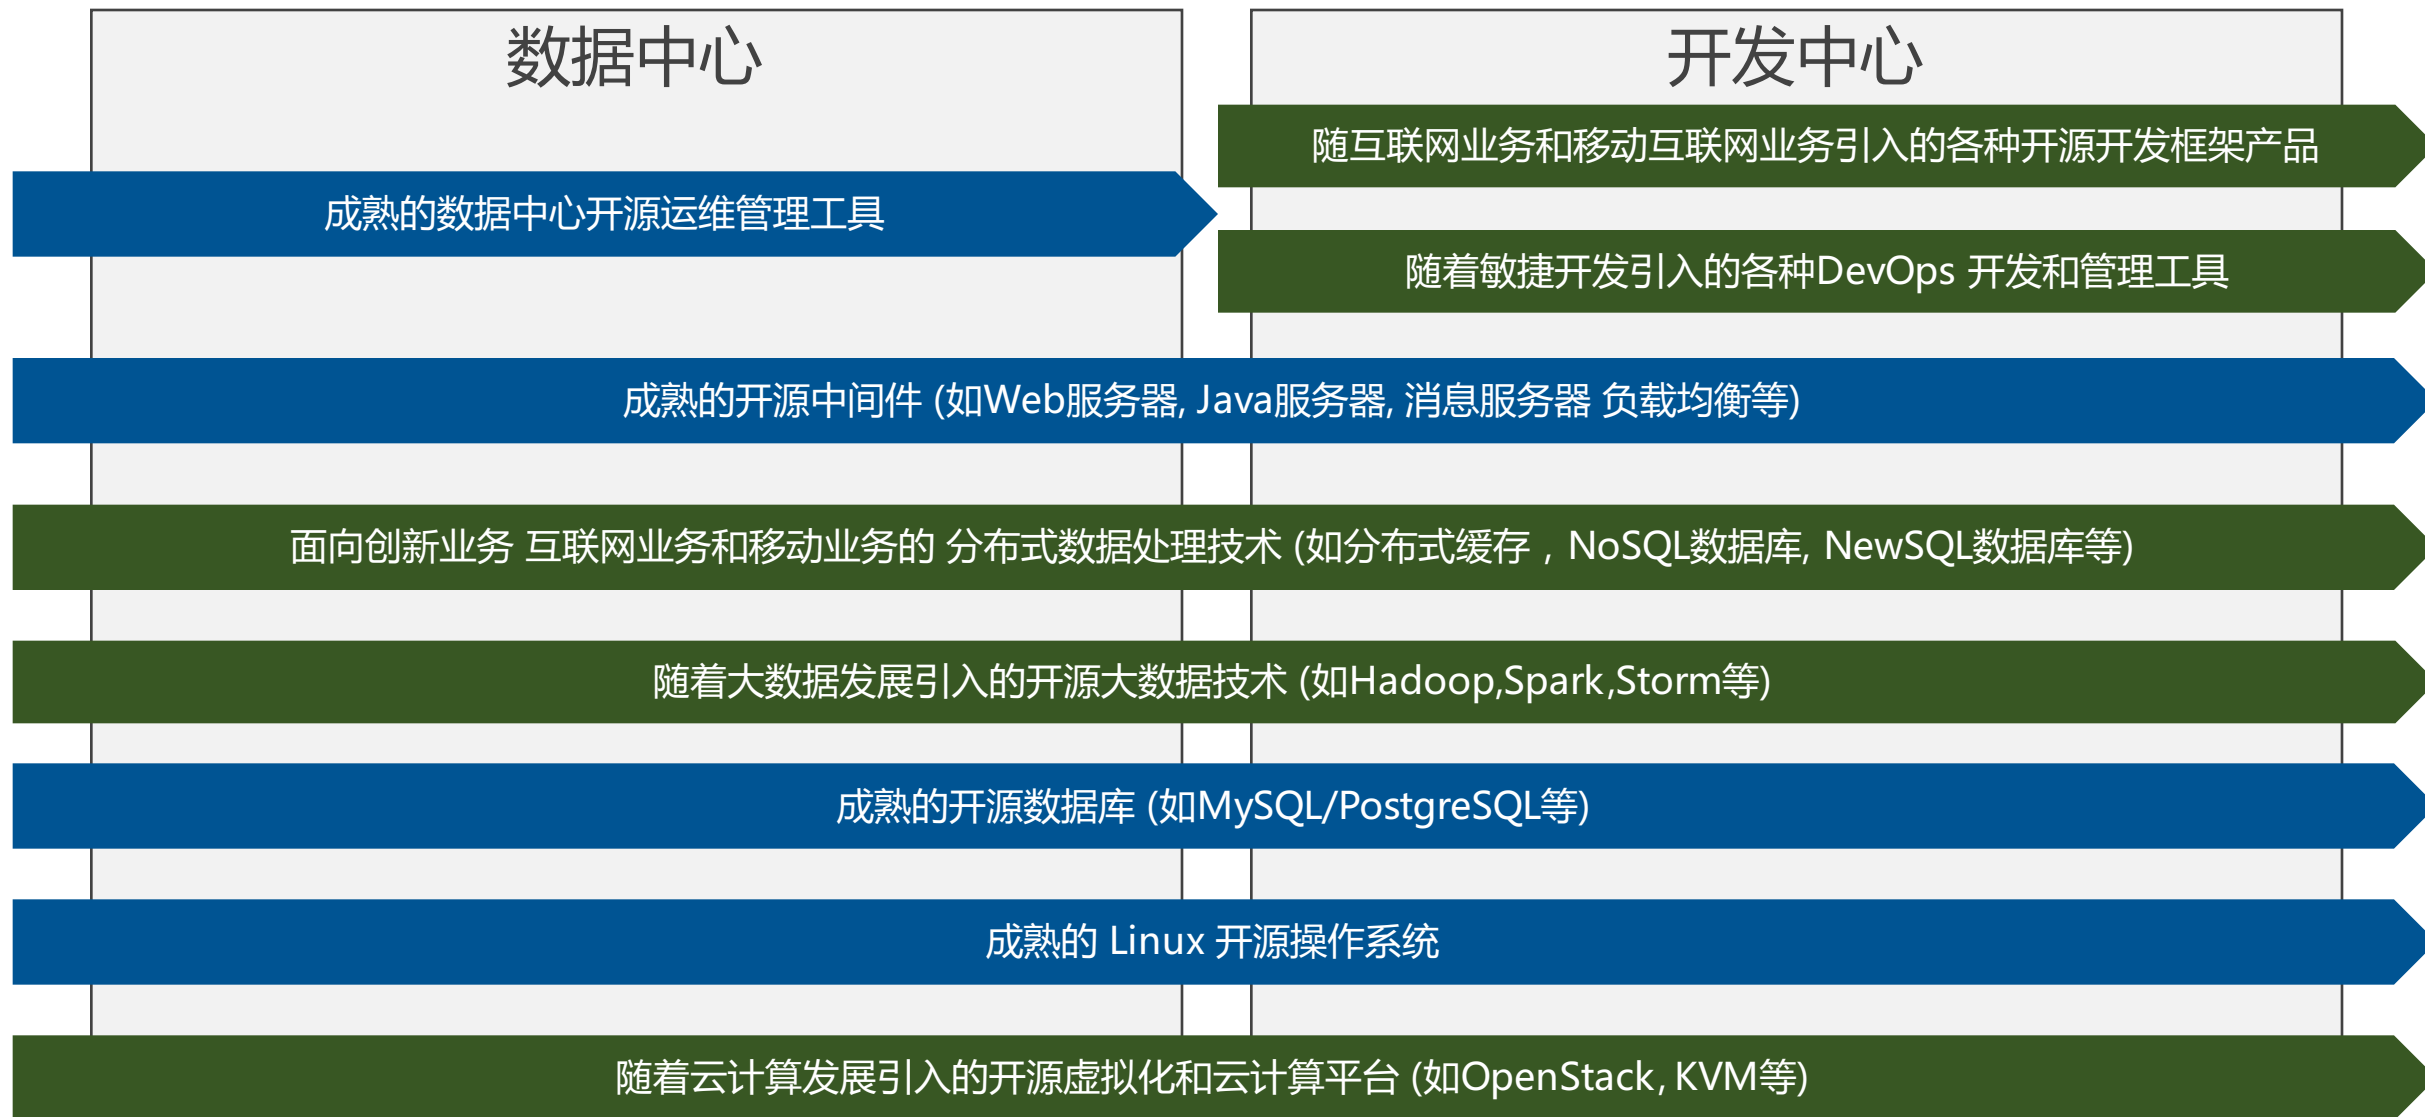 数据中心
开发中心
随互联网业务和移动互联网业务引入的各种开源开发框架产品
成熟的数据中心开源运维管理工具
随着敏捷开发引入的各种DevOps 开发和管理工具
成熟的开源中间件 (如Web服务器, Java服务器, 消息服务器 负载均衡等)
面向创新业务 互联网业务和移动业务的 分布式数据处理技术 (如分布式缓存，NoSQL数据库, NewSQL数据库等)
随着大数据发展引入的开源大数据技术 (如Hadoop,Spark,Storm等)
成熟的开源数据库 (如MySQL/PostgreSQL等)
成熟的 Linux 开源操作系统
随着云计算发展引入的开源虚拟化和云计算平台 (如OpenStack, KVM等)